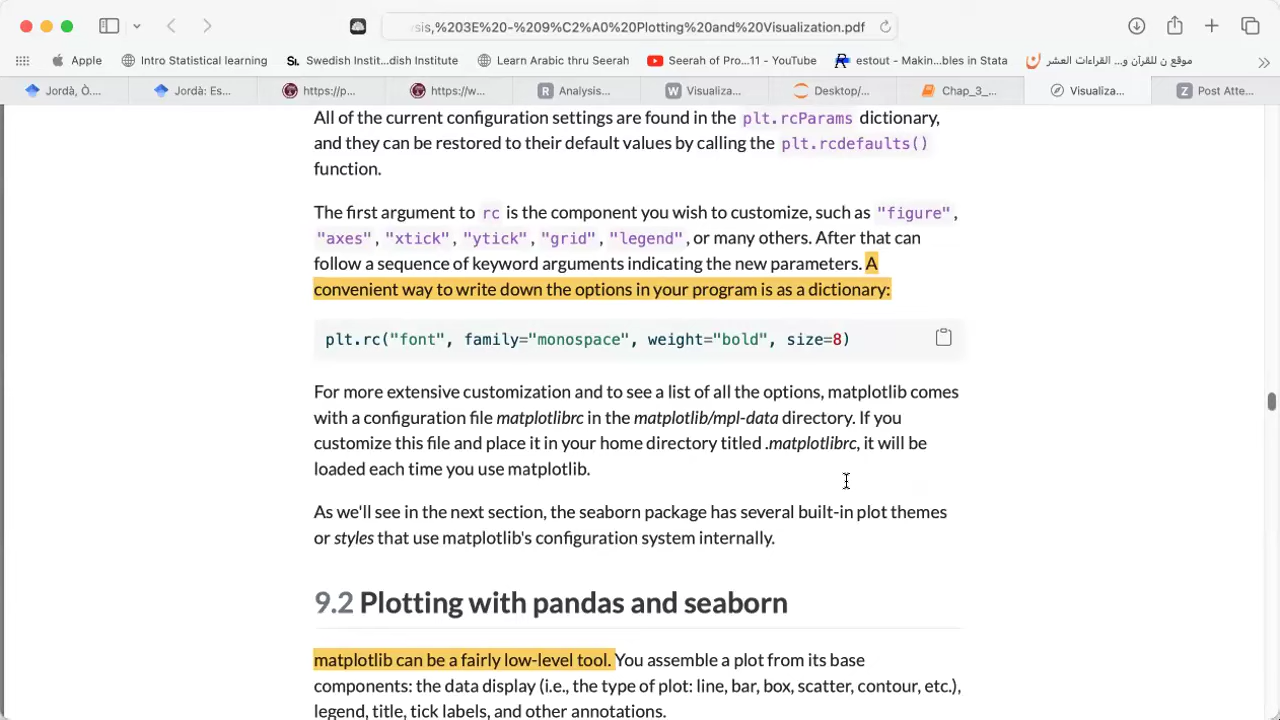 sis,%203E%20-%209%C2%A0%20Plotting%20and%20Visualization.pdf
Apple Intro Statistical learning Swedish Instit...dish Institute Learn Arabic thru Seerah Seerah of Pro...11 - YouTube estout - Makin...bles in Stata موقع ن للقرآن و... القراءات العشر
Jordà, Ò.... Jordà: Es... https://p... https://w... Analysis... Visualiza... Desktop/... Chap_3_... Visualiza... Post Atte...
All of the current configuration settings are found in the plt.rcParams dictionary,
and they can be restored to their default values by calling the plt.rcdefaults()
function.
The first argument to rc is the component you wish to customize, such as "figure",
"axes", "xtick", "ytick", "grid", "legend", or many others. After that can
follow a sequence of keyword arguments indicating the new parameters. A
convenient way to write down the options in your program is as a dictionary:
plt.rc("font", family="monospace", weight="bold", size=8)
For more extensive customization and to see a list of all the options, matplotlib comes
with a configuration file matplotlibrc in the matplotlib/mpl-data directory. If you
customize this file and place it in your home directory titled .matplotlibrc, it will be
loaded each time you use matplotlib.
As we'll see in the next section, the seaborn package has several built-in plot themes
or styles that use matplotlib's configuration system internally.
9.2 Plotting with pandas and seaborn
matplotlib can be a fairly low-level tool. You assemble a plot from its base
components: the data display (i.e., the type of plot: line, bar, box, scatter, contour, etc.),
legend, title, tick labels, and other annotations.